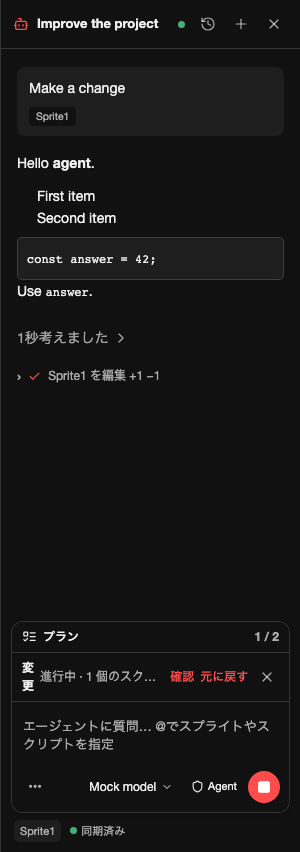 Improve the project
Make a change
Sprite1
Hello agent.
First item
Second item
const answer = 42;
Use answer.
1秒考えました
Sprite1 を編集 +1 −1
プラン 1 / 2
変更 進行中 · 1 個のスク… 確認 元に戻す
エージェントに質問... @でスプライトやス
クリプトを指定
Mock model Agent
Sprite1 同期済み